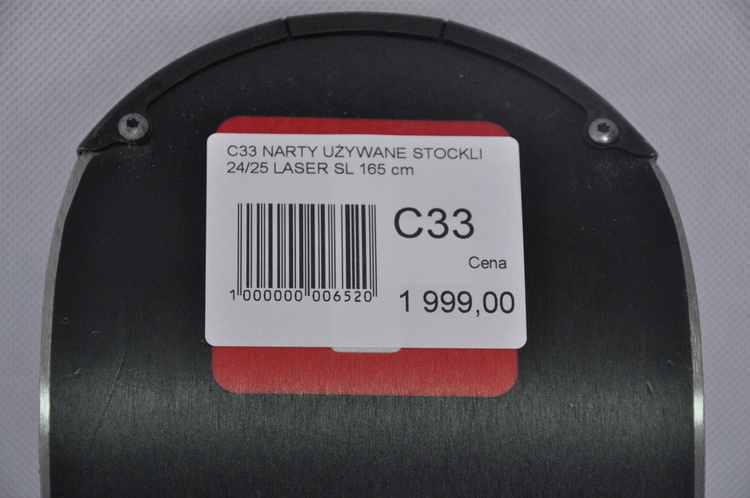 C33 NARTY UŻYWANE STOCKLI
24/25 LASER SL 165 cm
C33
Cena
1 999,00
1 000000 006520